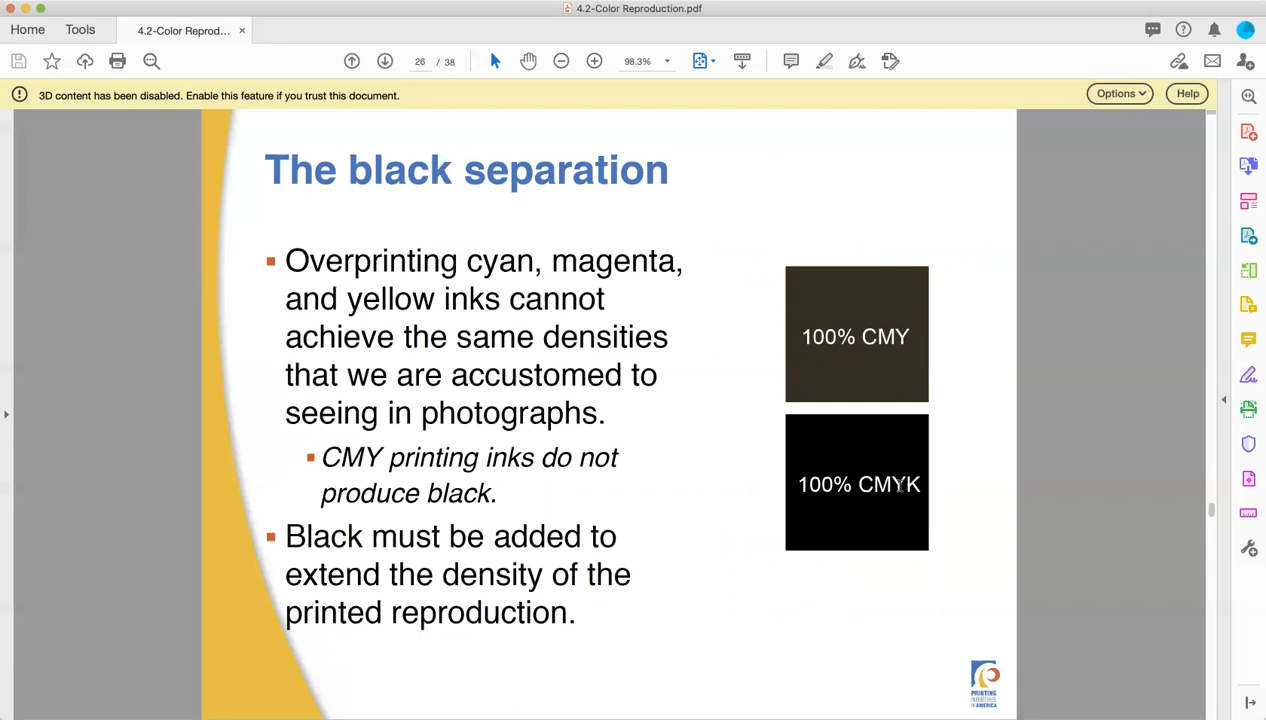 4.2-Color Reproduction.pdf
Home Tools 4.2-Color Reprod... ×
26 / 38 98.3%
3D content has been disabled. Enable this feature if you trust this document. Options Help
The black separation
Overprinting cyan, magenta,
and yellow inks cannot
achieve the same densities
that we are accustomed to
seeing in photographs.
CMY printing inks do not
produce black.
Black must be added to
extend the density of the
printed reproduction.
100% CMY
100% CMYK
PRINTING
INDUSTRIES
OF AMERICA